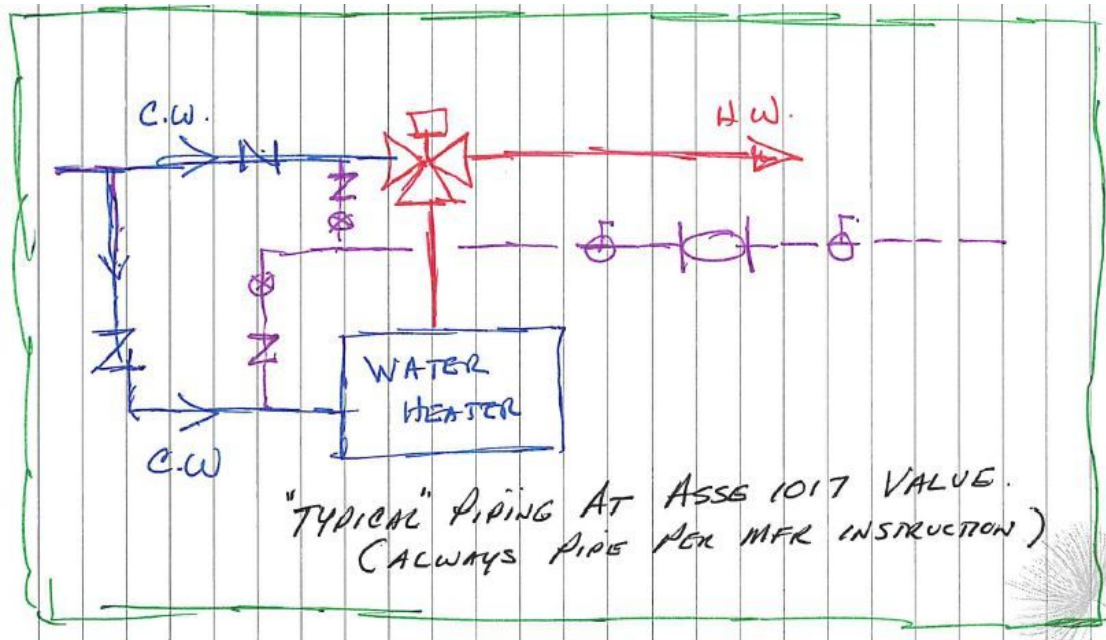 C.W.
H.W.
WATER
HEATER
C.W
"TYPICAL" PIPING AT ASSE 1017 VALVE.
(ALWAYS PIPE PER MFR INSTRUCTION)